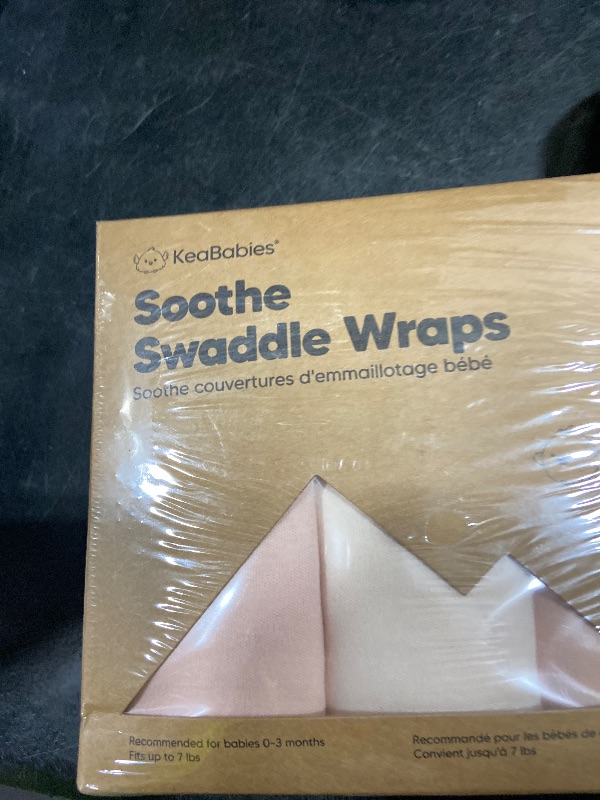 KeaBabies®
Soothe
Swaddle Wraps
Soothe couvertures d'emmaillotage bébé
Recommended for babies 0-3 months
Fits up to 7 lbs
Recommandé pour les bébés de
Convient jusqu'à 7 lbs